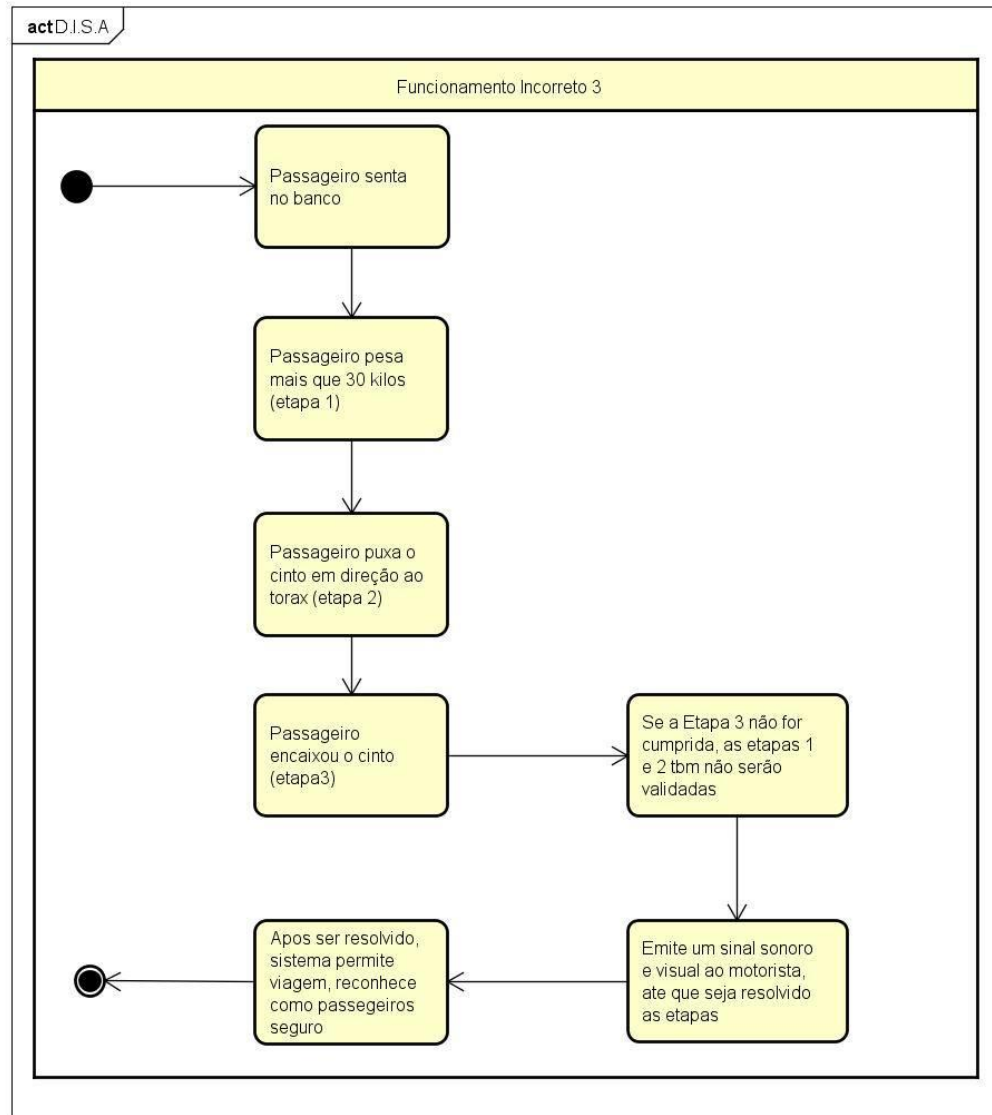 act D.I.S.A
Funcionamento Incorreto 3
Passageiro senta
no banco
Passageiro pesa
mais que 30 kilos
(etapa 1)
Passageiro puxa o
cinto em direção ao
torax (etapa 2)
Passageiro
encaixou o cinto
(etapa3)
Se a Etapa 3 não for
cumprida, as etapas 1
e 2 tbm não serão
validadas
Emite um sinal sonoro
e visual ao motorista,
ate que seja resolvido
as etapas
Apos ser resolvido,
sistema permite
viagem, reconhece
como passegeiros
seguro